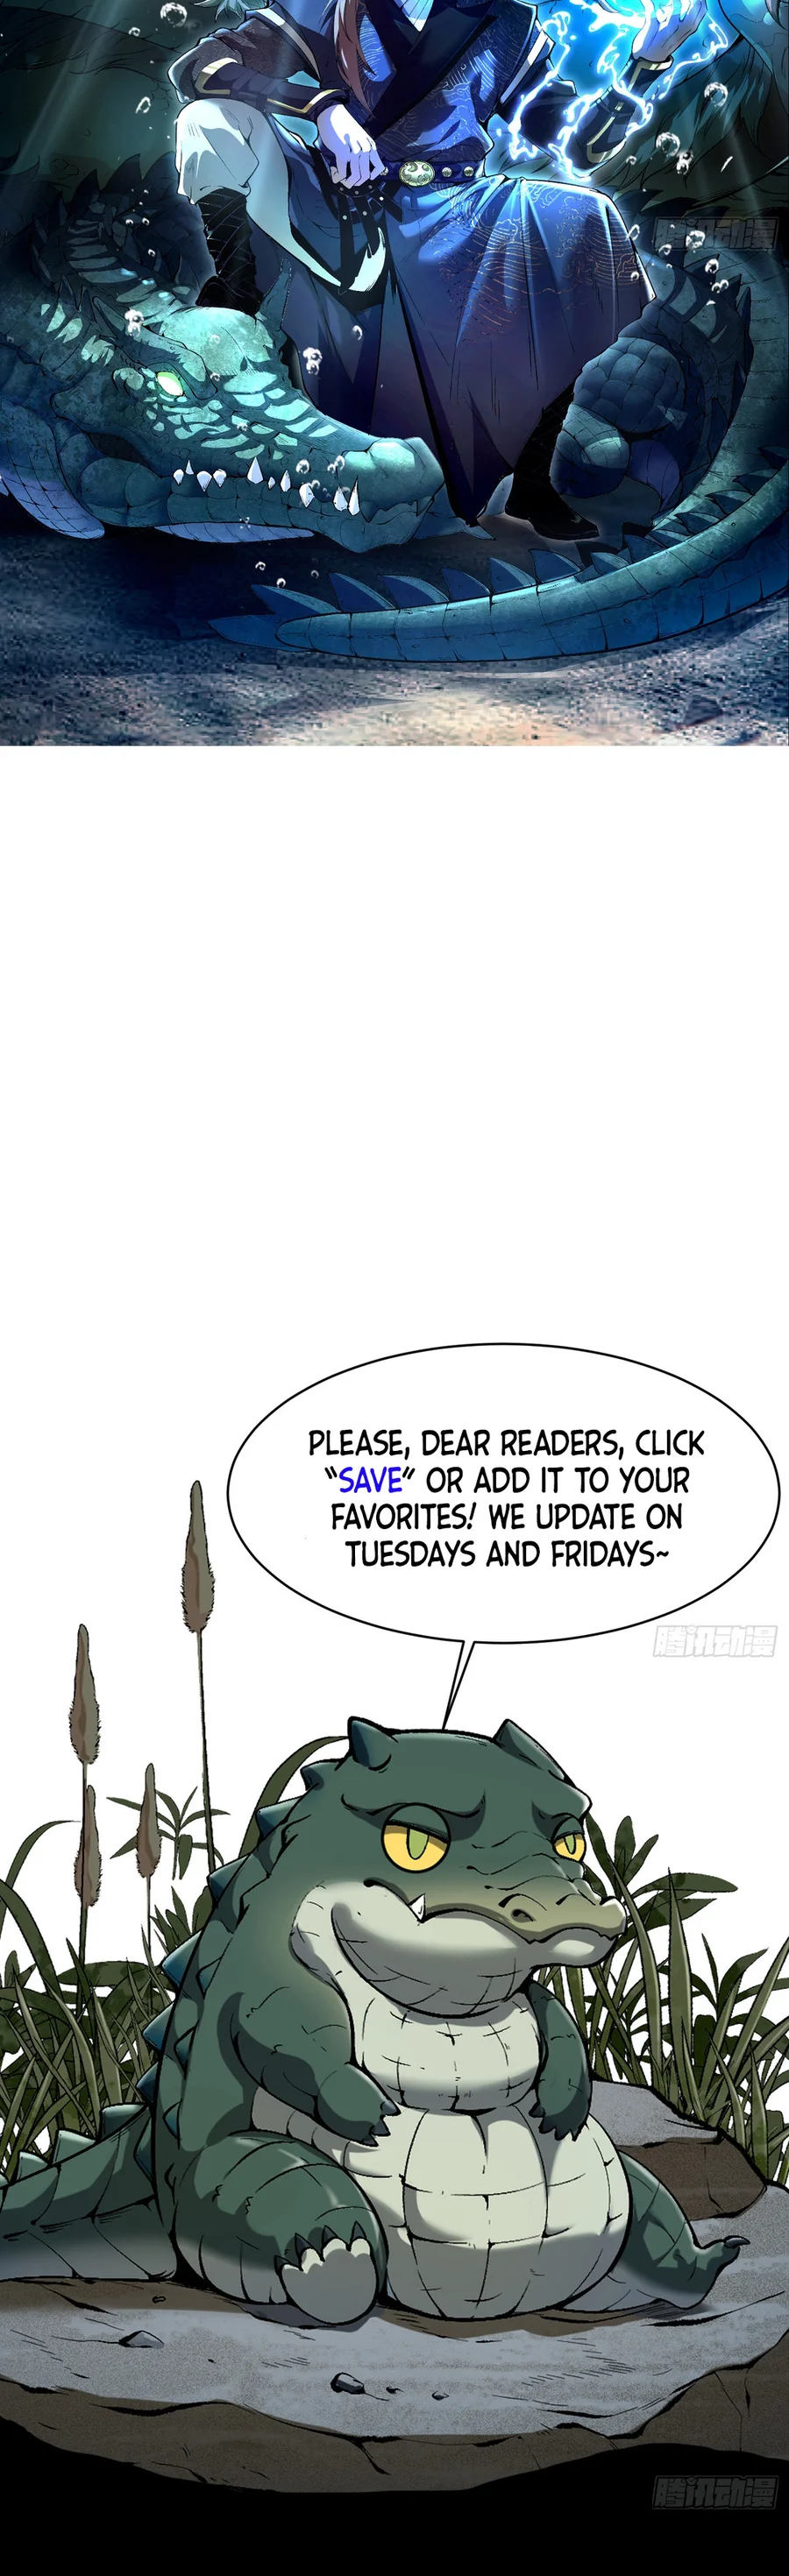 腾讯动漫
PLEASE, DEAR READERS, CLICK
"SAVE" OR ADD IT TO YOUR
FAVORITES! WE UPDATE ON
TUESDAYS AND FRIDAYS~
腾讯动漫
腾讯动漫